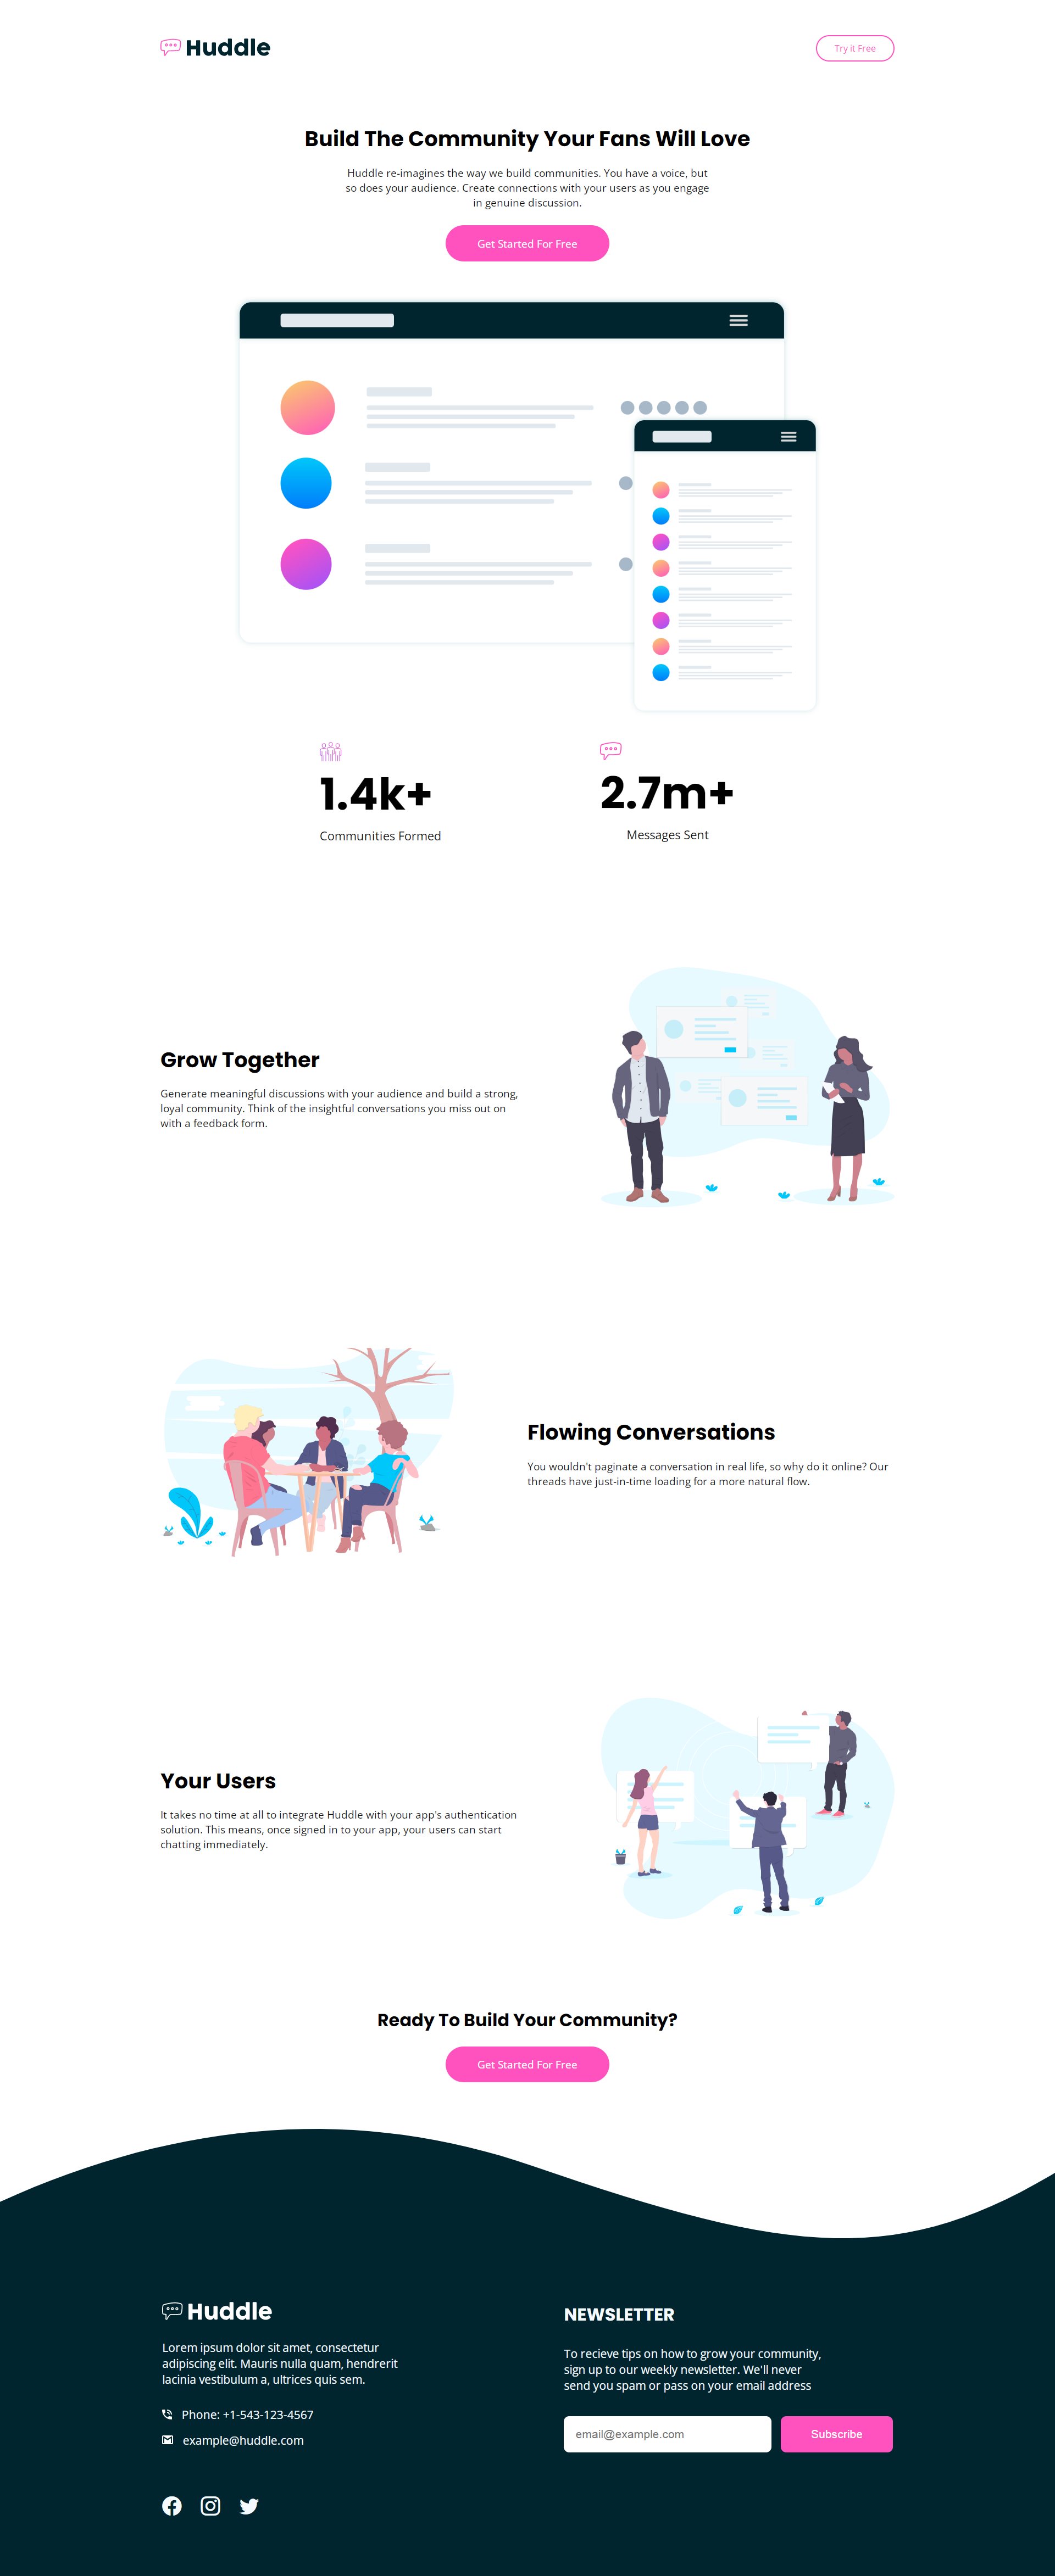 Huddle
Try it Free
Build The Community Your Fans Will Love
Huddle re-imagines the way we build communities. You have a voice, but
so does your audience. Create connections with your users as you engage
in genuine discussion.
Get Started For Free
1.4k+
Communities Formed
2.7m+
Messages Sent
Grow Together
Generate meaningful discussions with your audience and build a strong,
loyal community. Think of the insightful conversations you miss out on
with a feedback form.
Flowing Conversations
You wouldn't paginate a conversation in real life, so why do it online? Our
threads have just-in-time loading for a more natural flow.
Your Users
It takes no time at all to integrate Huddle with your app's authentication
solution. This means, once signed in to your app, your users can start
chatting immediately.
Ready To Build Your Community?
Get Started For Free
Huddle
Lorem ipsum dolor sit amet, consectetur
adipiscing elit. Mauris nulla quam, hendrerit
lacinia vestibulum a, ultrices quis sem.
Phone: +1-543-123-4567
example@huddle.com
NEWSLETTER
To recieve tips on how to grow your community,
sign up to our weekly newsletter. We'll never
send you spam or pass on your email address
email@example.com
Subscribe